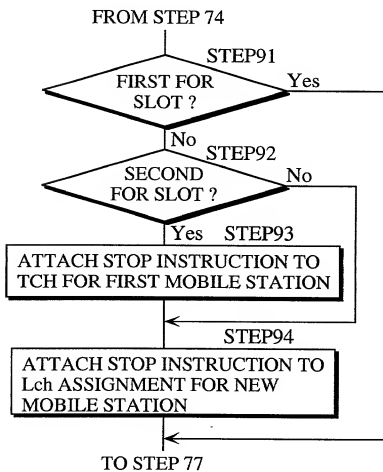 FROM STEP 74
STEP91
FIRST FOR
SLOT ?
Yes
No
STEP92
SECOND
FOR SLOT ?
No
Yes
STEP93
ATTACH STOP INSTRUCTION TO
TCH FOR FIRST MOBILE STATION
STEP94
ATTACH STOP INSTRUCTION TO
Lch ASSIGNMENT FOR NEW
MOBILE STATION
TO STEP 77